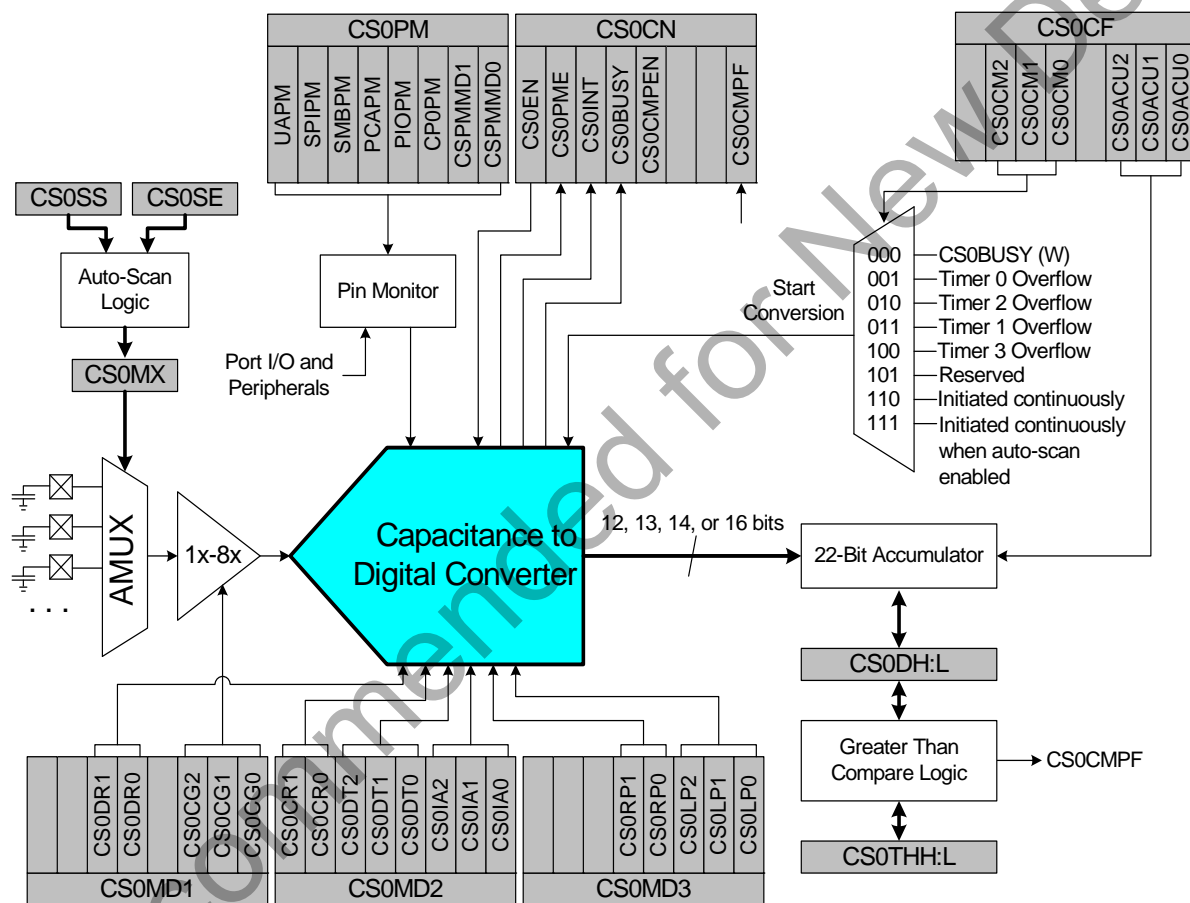 CS0PM
UAPM
SPIPM
SMBPM
PCAPM
PIOPM
CP0PM
CSPMMD1
CSPMMD0
CS0CN
CS0EN
CS0PME
CS0INT
CS0BUSY
CS0CMPEN
CS0CMPF
CS0CF
CS0CM2
CS0CM1
CS0CM0
CS0ACU2
CS0ACU1
CS0ACU0
CS0SS
CS0SE
Auto-Scan
Logic
CS0MX
Pin Monitor
Port I/O and
Peripherals
Start
Conversion
000
CS0BUSY (W)
001
Timer 0 Overflow
010
Timer 2 Overflow
011
Timer 1 Overflow
100
Timer 3 Overflow
101
Reserved
110
Initiated continuously
111
Initiated continuously
when auto-scan
enabled
AMUX
. . .
1x-8x
Capacitance to
Digital Converter
12, 13, 14, or 16 bits
22-Bit Accumulator
CS0DH:L
Greater Than
Compare Logic
CS0CMPF
CS0THH:L
CS0DR1
CS0DR0
CS0CG2
CS0CG1
CS0CG0
CS0MD1
CS0CR1
CS0CR0
CS0DT2
CS0DT1
CS0DT0
CS0IA2
CS0IA1
CS0IA0
CS0MD2
CS0RP1
CS0RP0
CS0LP2
CS0LP1
CS0LP0
CS0MD3
commended for New De